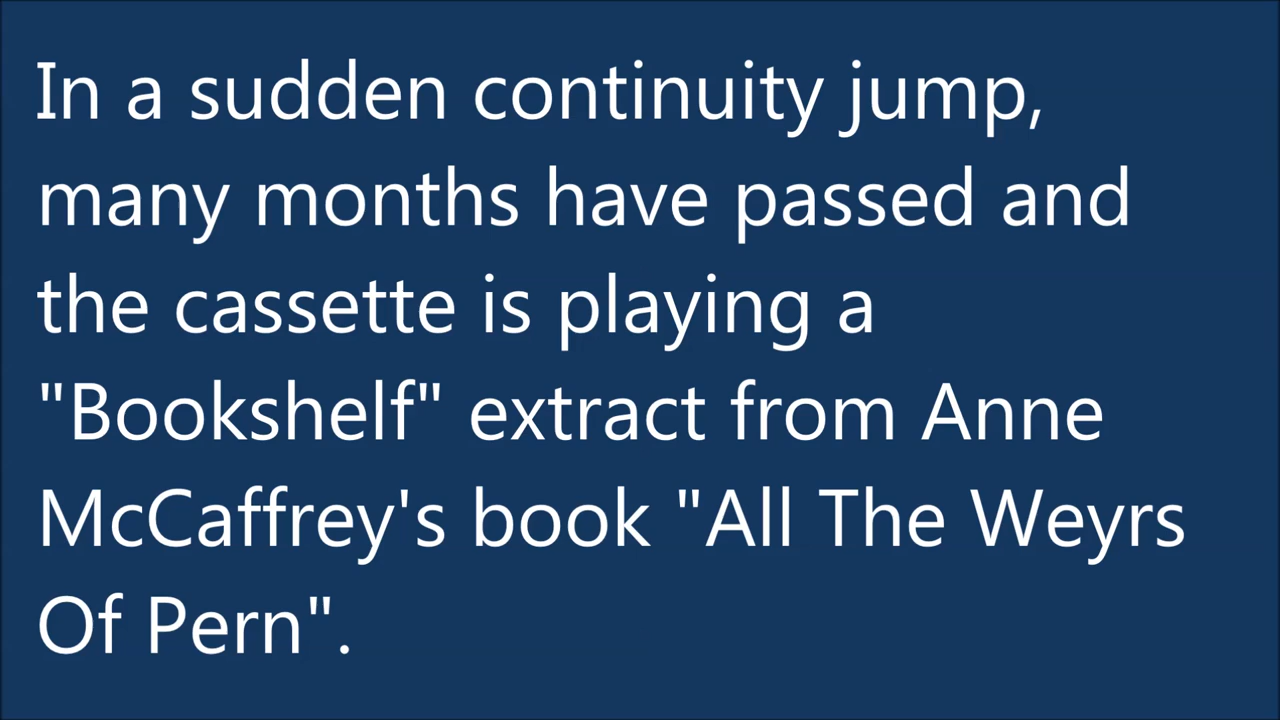 In a sudden continuity jump,
many months have passed and
the cassette is playing a
"Bookshelf" extract from Anne
McCaffrey's book "All The Weyrs
Of Pern".